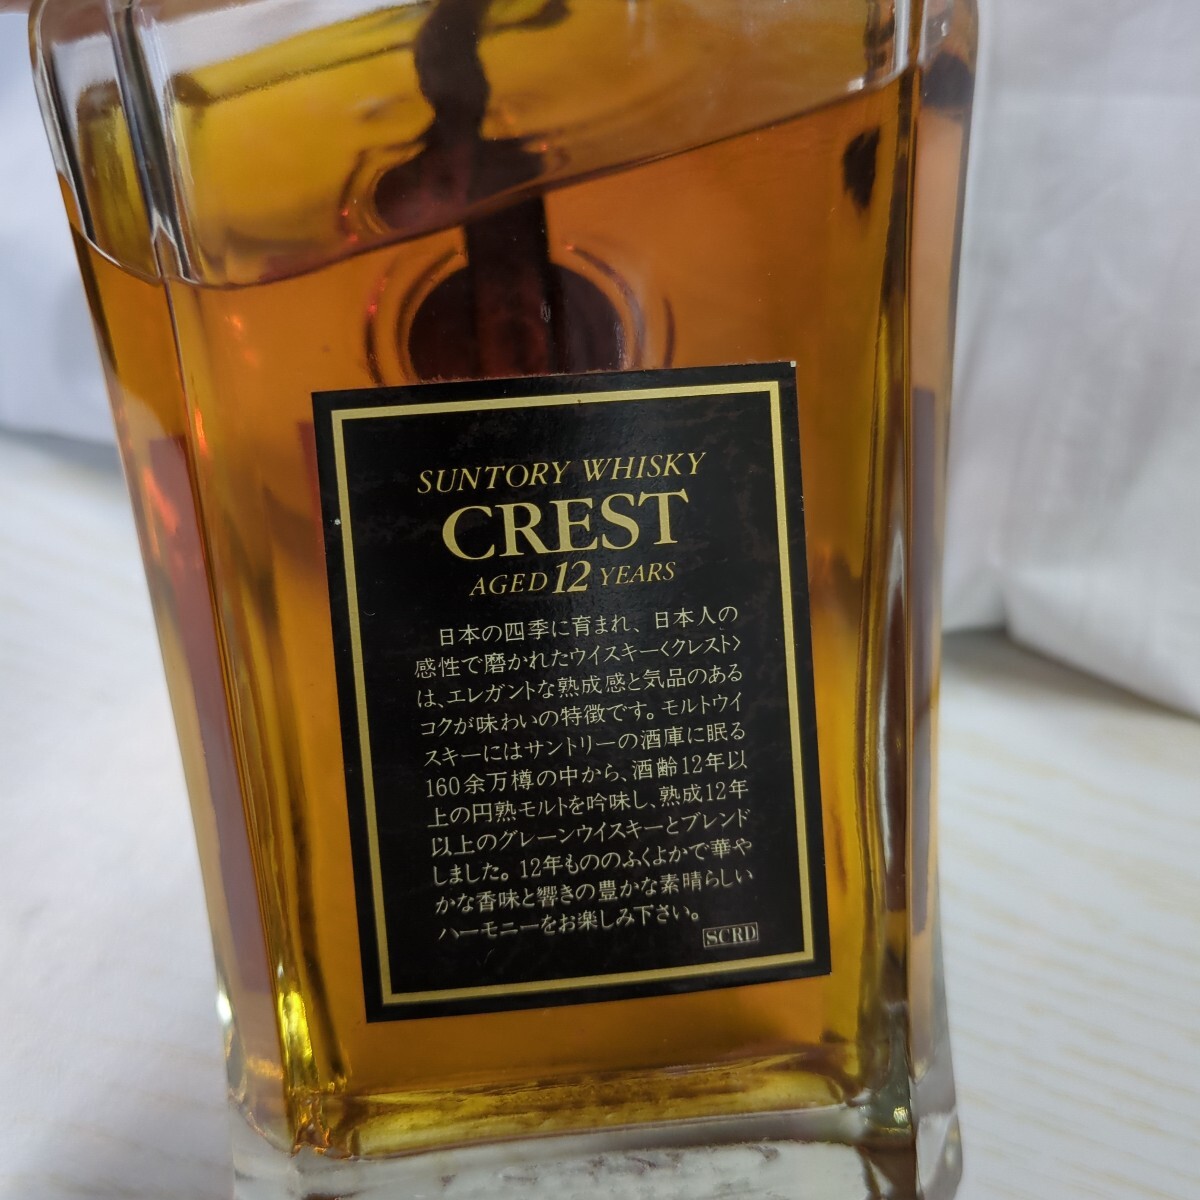 SUNTORY WHISKY
CREST
AGED 12 YEARS
日本の四季に育まれ、日本人の
感性で磨かれたウイスキー〈クレスト〉
は、エレガントな熟成感と気品のある
コクが味わいの特徴です。モルトウイ
スキーにはサントリーの酒庫に眠る
160余万樽の中から、酒齢12年以
上の円熟モルトを吟味し、熟成12年
以上のグレーンウイスキーとブレンド
しました。12年もののふくよかで華や
かな香味と響きの豊かな素晴らしい
ハーモニーをお楽しみ下さい。
SCRD